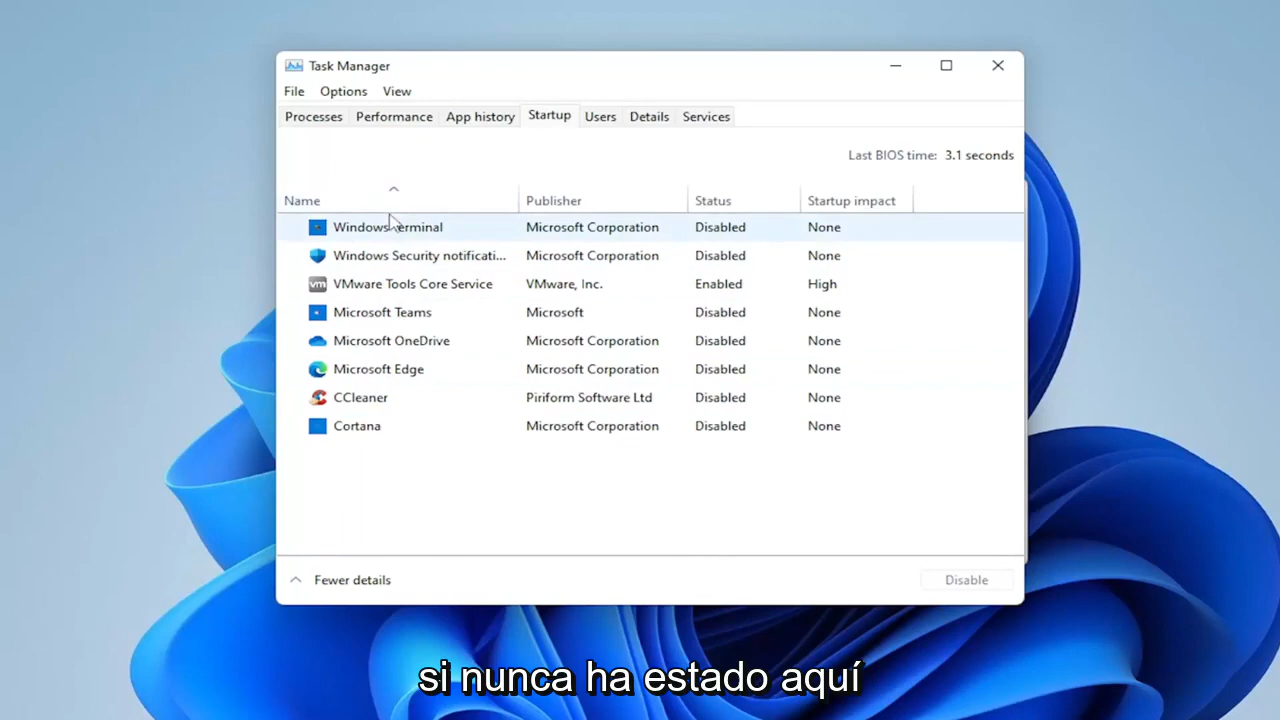 Task Manager
File Options View
Processes Performance App history Startup Users Details Services
Last BIOS time: 3.1 seconds
Name Publisher Status Startup impact
Windows Terminal Microsoft Corporation Disabled None
Windows Security notificati... Microsoft Corporation Disabled None
vm VMware Tools Core Service VMware, Inc. Enabled High
Microsoft Teams Microsoft Disabled None
Microsoft OneDrive Microsoft Corporation Disabled None
Microsoft Edge Microsoft Corporation Disabled None
CCleaner Piriform Software Ltd Disabled None
Cortana Microsoft Corporation Disabled None
Fewer details Disable
si nunca ha estado aquí